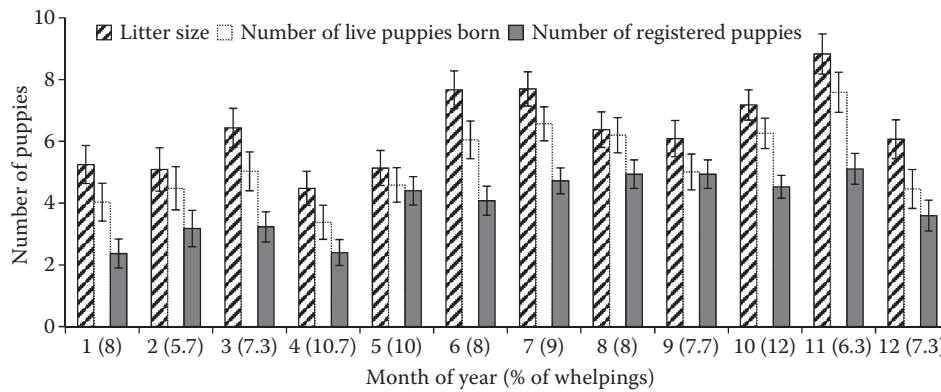 10
Litter size Number of live puppies born Number of registered puppies
8
6
4
2
0
Number of puppies
1 (8) 2 (5.7) 3 (7.3) 4 (10.7) 5 (10) 6 (8) 7 (9) 8 (8) 9 (7.7) 10 (12) 11 (6.3) 12 (7.3)
Month of year (% of whelpings)